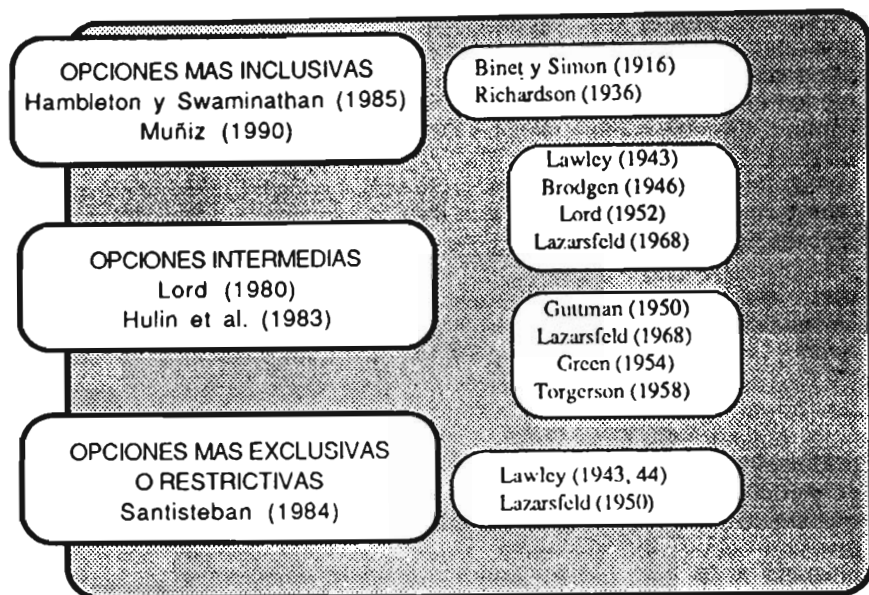 OPCIONES MAS INCLUSIVAS
Hambleton y Swaminathan (1985)
Muñiz (1990)
Binet y Simon (1916)
Richardson (1936)
Lawley (1943)
Brodgen (1946)
Lord (1952)
Lazarsfeld (1968)
OPCIONES INTERMEDIAS
Lord (1980)
Hulin et al. (1983)
Guttman (1950)
Lazarsfeld (1968)
Green (1954)
Torgerson (1958)
OPCIONES MAS EXCLUSIVAS
O RESTRICTIVAS
Santisteban (1984)
Lawley (1943, 44)
Lazarsfeld (1950)